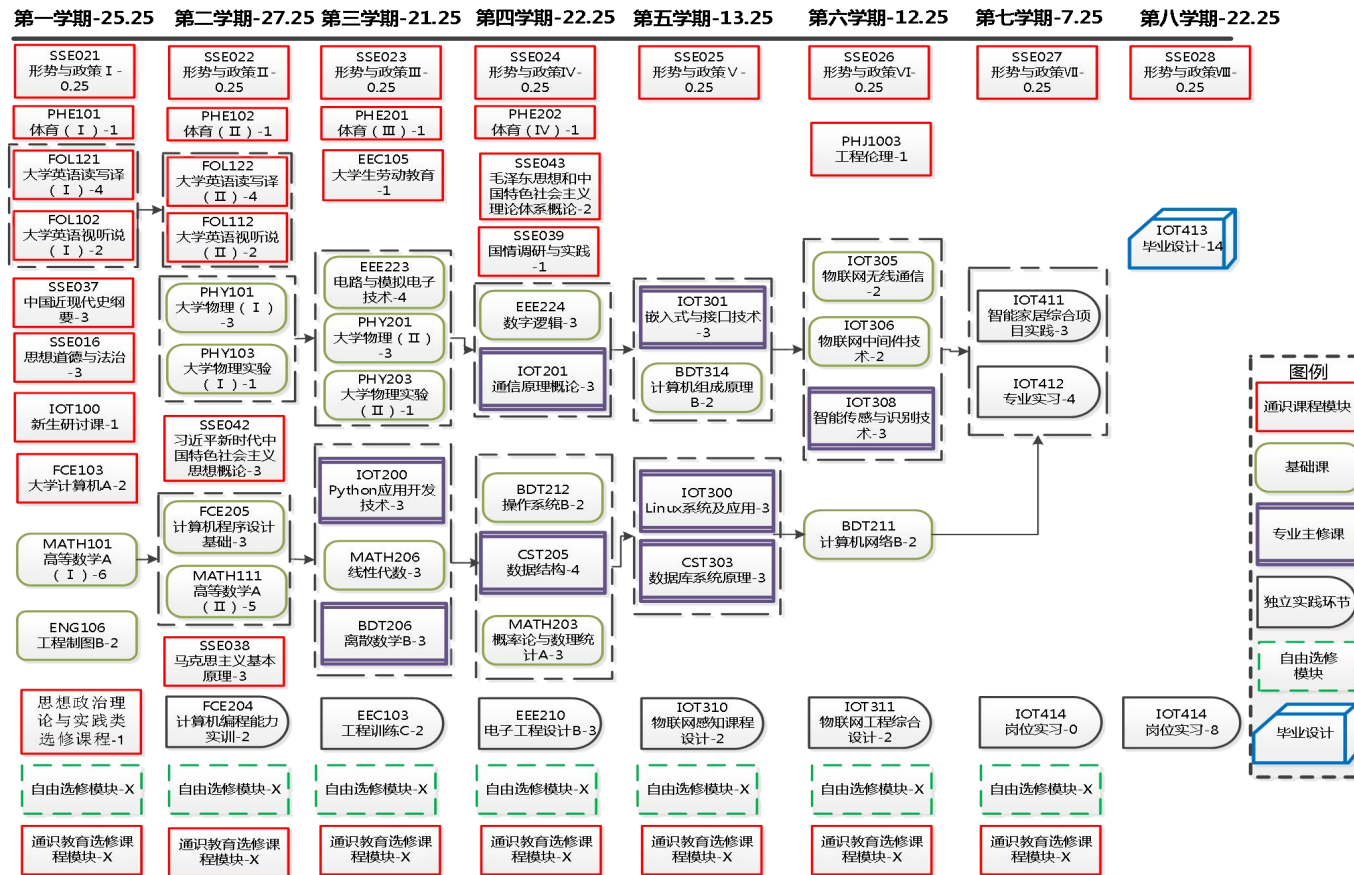 第一学期-25.25
第二学期-27.25
第三学期-21.25
第四学期-22.25
第五学期-13.25
第六学期-12.25
第七学期-7.25
第八学期-22.25
SSE021
形势与政策Ⅰ-
0.25
PHE101
体育(Ⅰ)-1
FOL121
大学英语读写译
(Ⅰ)-4
FOL102
大学英语视听说
(Ⅰ)-2
SSE037
中国近现代史纲
要-3
SSE016
思想道德与法治
-3
IOT100
新生研讨课-1
FCE103
大学计算机A-2
MATH101
高等数学A
(Ⅰ)-6
ENG106
工程制图B-2
思想政治理
论与实践类
选修课程-1
自由选修模块-X
通识教育选修课
程模块-X
SSE022
形势与政策Ⅱ-
0.25
PHE102
体育(Ⅱ)-1
FOL122
大学英语读写译
(Ⅱ)-4
FOL112
大学英语视听说
(Ⅱ)-2
PHY101
大学物理(Ⅰ)
-3
PHY103
大学物理实验
(Ⅰ)-1
SSE042
习近平新时代中
国特色社会主义
思想概论-3
FCE205
计算机程序设计
基础-3
MATH111
高等数学A
(Ⅱ)-5
SSE038
马克思主义基本
原理-3
FCE204
计算机编程能力
实训-2
自由选修模块-X
通识教育选修课
程模块-X
SSE023
形势与政策Ⅲ-
0.25
PHE201
体育(Ⅲ)-1
EEC105
大学生劳动教育
-1
EEE223
电路与模拟电子
技术-4
PHY201
大学物理(Ⅱ)
-3
PHY203
大学物理实验
(Ⅱ)-1
IOT200
Python应用开发
技术-3
MATH206
线性代数-3
BDT206
离散数学B-3
EEC103
工程训练C-2
自由选修模块-X
通识教育选修课
程模块-X
SSE024
形势与政策Ⅳ-
0.25
PHE202
体育(Ⅳ)-1
SSE043
毛泽东思想和中
国特色社会主义
理论体系概论-2
SSE039
国情调研与实践
-1
EEE224
数字逻辑-3
IOT201
通信原理概论-3
BDT212
操作系统B-2
CST205
数据结构-4
MATH203
概率论与数理统
计A-3
EEE210
电子工程设计B-3
自由选修模块-X
通识教育选修课
程模块-X
SSE025
形势与政策Ⅴ-
0.25
IOT301
嵌入式与接口技术
-3
BDT314
计算机组成原理
B-2
IOT300
Linux系统及应用-3
CST303
数据库系统原理-3
IOT310
物联网感知课程
设计-2
自由选修模块-X
通识教育选修课
程模块-X
SSE026
形势与政策Ⅵ-
0.25
PHJ1003
工程伦理-1
IOT305
物联网无线通信
-2
IOT306
物联网中间件技
术-2
IOT308
智能传感与识别技
术-3
BDT211
计算机网络B-2
IOT311
物联网工程综合
设计-2
自由选修模块-X
通识教育选修课
程模块-X
SSE027
形势与政策Ⅶ-
0.25
IOT411
智能家居综合项
目实践-3
IOT412
专业实习-4
IOT414
岗位实习-0
自由选修模块-X
通识教育选修课
程模块-X
SSE028
形势与政策Ⅷ-
0.25
IOT413
毕业设计-14
IOT414
岗位实习-8
图例
通识课程模块
基础课
专业主修课
独立实践环节
自由选修
模块
毕业设计